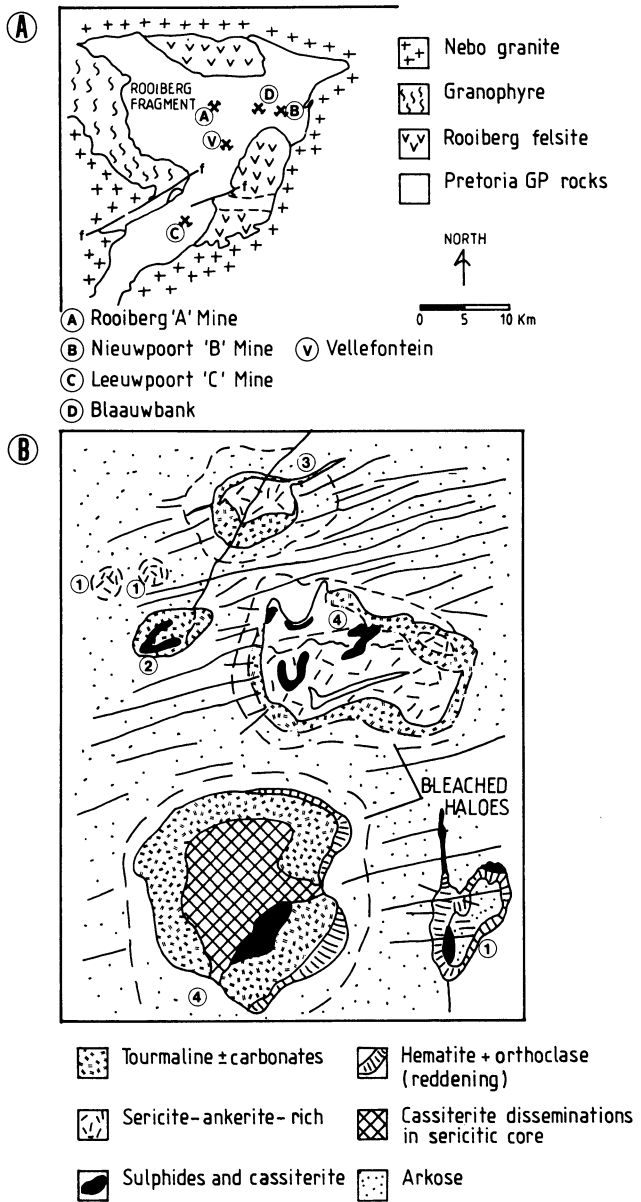 A
ROOIBERG
FRAGMENT
A
D
B
V
f
f
f
C
Nebo granite
Granophyre
Rooiberg felsite
Pretoria GP rocks
NORTH
0 5 10 Km
A Rooiberg 'A' Mine
B Nieuwpoort 'B' Mine V Vellefontein
C Leeuwpoort 'C' Mine
D Blaauwbank
B
3
1 1
2
4
BLEACHED
HALOES
4
1
Tourmaline ± carbonates
Hematite + orthoclase
(reddening)
Sericite-ankerite-rich
Cassiterite disseminations
in sericitic core
Sulphides and cassiterite
Arkose